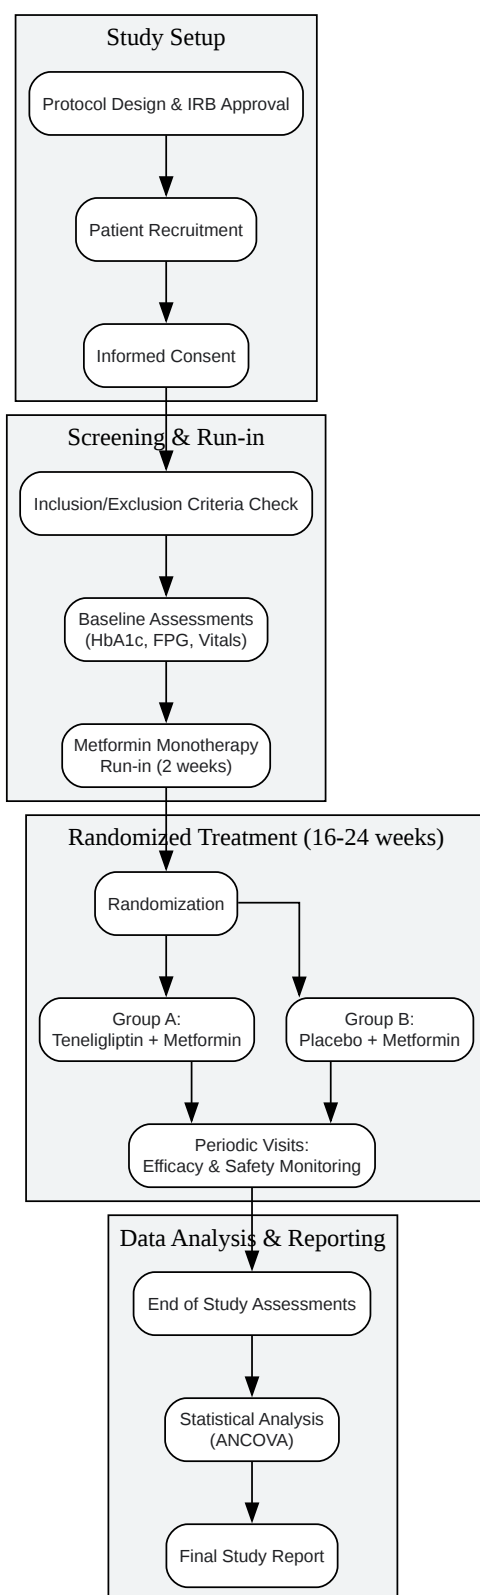 Study Setup
Protocol Design & IRB Approval
Patient Recruitment
Informed Consent
Screening & Run-in
Inclusion/Exclusion Criteria Check
Baseline Assessments
(HbA1c, FPG, Vitals)
Metformin Monotherapy
Run-in (2 weeks)
Randomized Treatment (16-24 weeks)
Randomization
Group A:
Teneligliptin + Metformin
Group B:
Placebo + Metformin
Periodic Visits:
Efficacy & Safety Monitoring
Data Analysis & Reporting
End of Study Assessments
Statistical Analysis
(ANCOVA)
Final Study Report